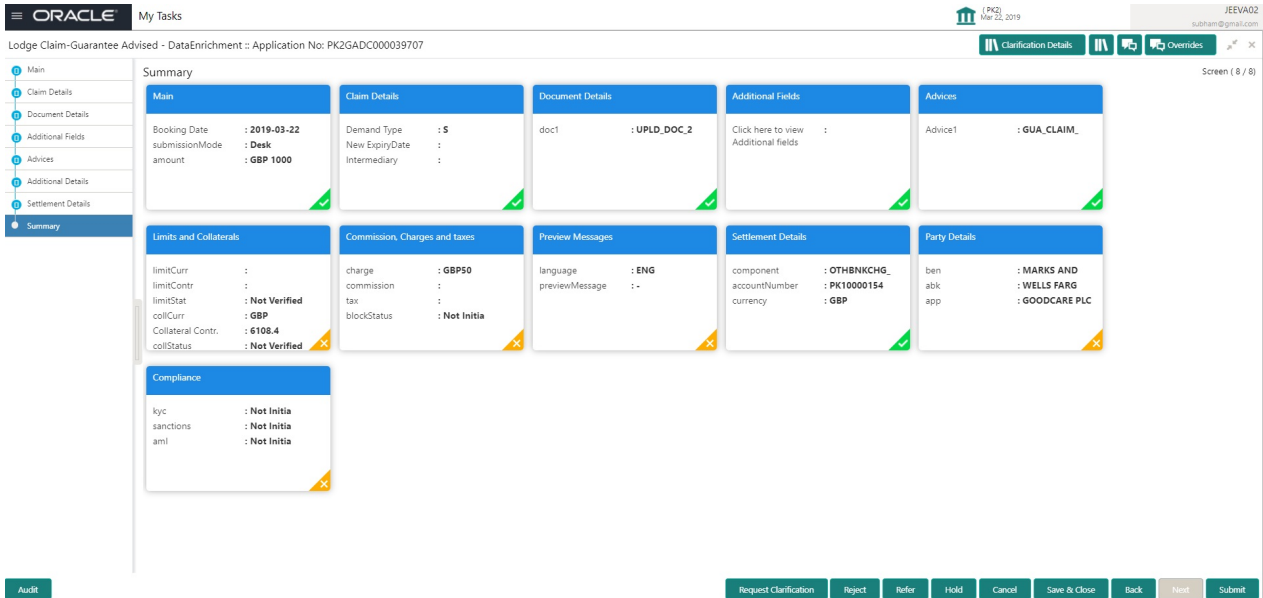 ORACLE
My Tasks
( PK2)
Mar 22, 2019
JEEVA02
subham@gmail.com
Lodge Claim-Guarantee Advised - DataEnrichment :: Application No: PK2GADC000039707
Clarification Details
Overrides
Main
Claim Details
Document Details
Additional Fields
Advices
Additional Details
Settlement Details
Summary
Summary
Screen ( 8 / 8)
Main
Booking Date : 2019-03-22
submissionMode : Desk
amount : GBP 1000
Claim Details
Demand Type : S
New ExpiryDate :
Intermediary :
Document Details
doc1 : UPLD_DOC_2
Additional Fields
Click here to view :
Additional fields
Advices
Advice1 : GUA_CLAIM_
Limits and Collaterals
limitCurr :
limitContr :
limitStat : Not Verified
collCurr : GBP
Collateral Contr. : 6108.4
collStatus : Not Verified
Commission, Charges and taxes
charge : GBP50
commission :
tax :
blockStatus : Not Initia
Preview Messages
language : ENG
previewMessage : -
Settlement Details
component : OTHBNKCHG_
accountNumber : PK10000154
currency : GBP
Party Details
ben : MARKS AND
abk : WELLS FARG
app : GOODCARE PLC
Compliance
kyc : Not Initia
sanctions : Not Initia
aml : Not Initia
Audit
Request Clarification
Reject
Refer
Hold
Cancel
Save & Close
Back
Next
Submit